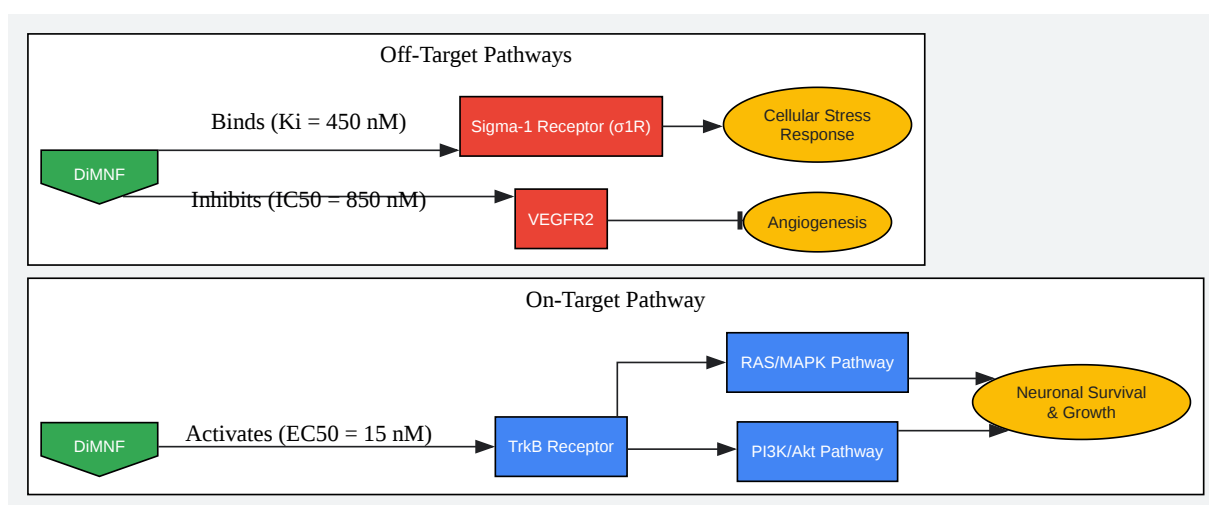 Off-Target Pathways
Binds (Ki = 450 nM)
Sigma-1 Receptor (σ1R)
Cellular Stress
Response
DiMNF
Inhibits (IC50 = 850 nM)
VEGFR2
Angiogenesis
On-Target Pathway
RAS/MAPK Pathway
Neuronal Survival
& Growth
DiMNF
Activates (EC50 = 15 nM)
TrkB Receptor
PI3K/Akt Pathway